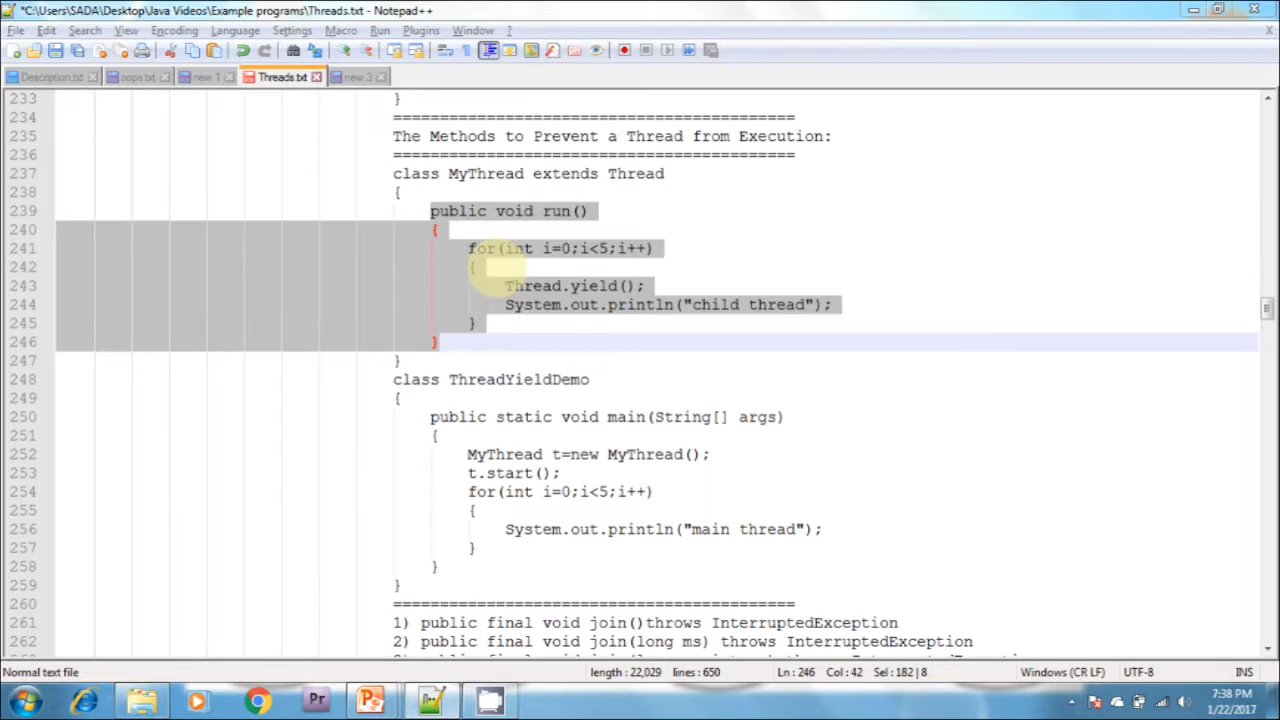 *C:\Users\SADA\Desktop\Java Videos\Example programs\Threads.txt - Notepad++
File Edit Search View Encoding Language Settings Macro Run Plugins Window ? X
Description.txt oops.txt new 1 Threads.txt new 3
233 }
234 ===========================================
235 The Methods to Prevent a Thread from Execution:
236 ===========================================
237 class MyThread extends Thread
238 {
239 public void run()
240 {
241 for(int i=0;i<5;i++)
242 {
243 Thread.yield();
244 System.out.println("child thread");
245 }
246 }
247 }
248 class ThreadYieldDemo
249 {
250 public static void main(String[] args)
251 {
252 MyThread t=new MyThread();
253 t.start();
254 for(int i=0;i<5;i++)
255 {
256 System.out.println("main thread");
257 }
258 }
259 }
260 ===========================================
261 1) public final void join()throws InterruptedException
262 2) public final void join(long ms) throws InterruptedException
Normal text file length : 22,029 lines : 650 Ln : 246 Col : 42 Sel : 182 | 8 Windows (CR LF) UTF-8 INS
Pr
7:38 PM
1/22/2017